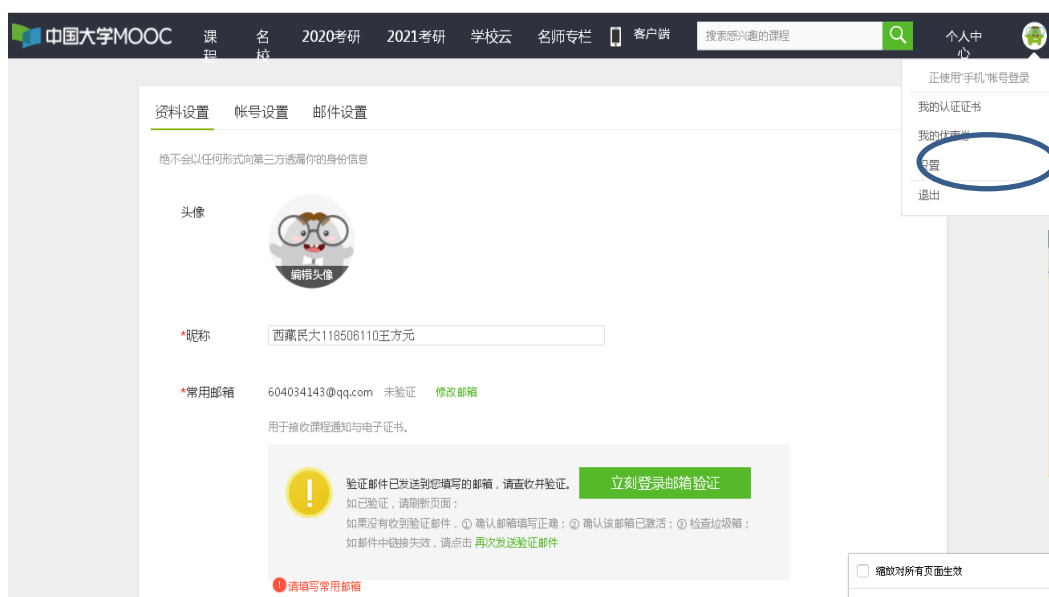 中国大学MOOC 课程 名校 2020考研 2021考研 学校云 名师专栏 客户端 搜索感兴趣的课程 个人中心
正使用"手机"帐号登录
我的认证证书
我的优惠券
设置
退出
资料设置 帐号设置 邮件设置
绝不会以任何形式向第三方透漏你的身份信息
头像
编辑头像
*昵称 西藏民大118506110王方元
*常用邮箱 604034143@qq.com 未验证 修改邮箱
用于接收课程通知与电子证书。
验证邮件已发送到您填写的邮箱，请查收并验证。 立刻登录邮箱验证
如已验证，请刷新页面；
如果没有收到验证邮件，① 确认邮箱填写正确；② 确认该邮箱已激活；③ 检查垃圾箱；
如邮件中链接失效，请点击 再次发送验证邮件
请填写常用邮箱
缩放对所有页面生效